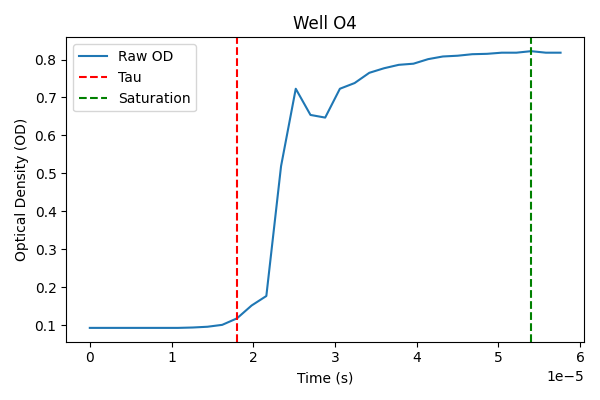 Well O4
Raw OD
Tau
Saturation
Optical Density (OD)
0.8
0.7
0.6
0.5
0.4
0.3
0.2
0.1
0 1 2 3 4 5 6
1e−5
Time (s)